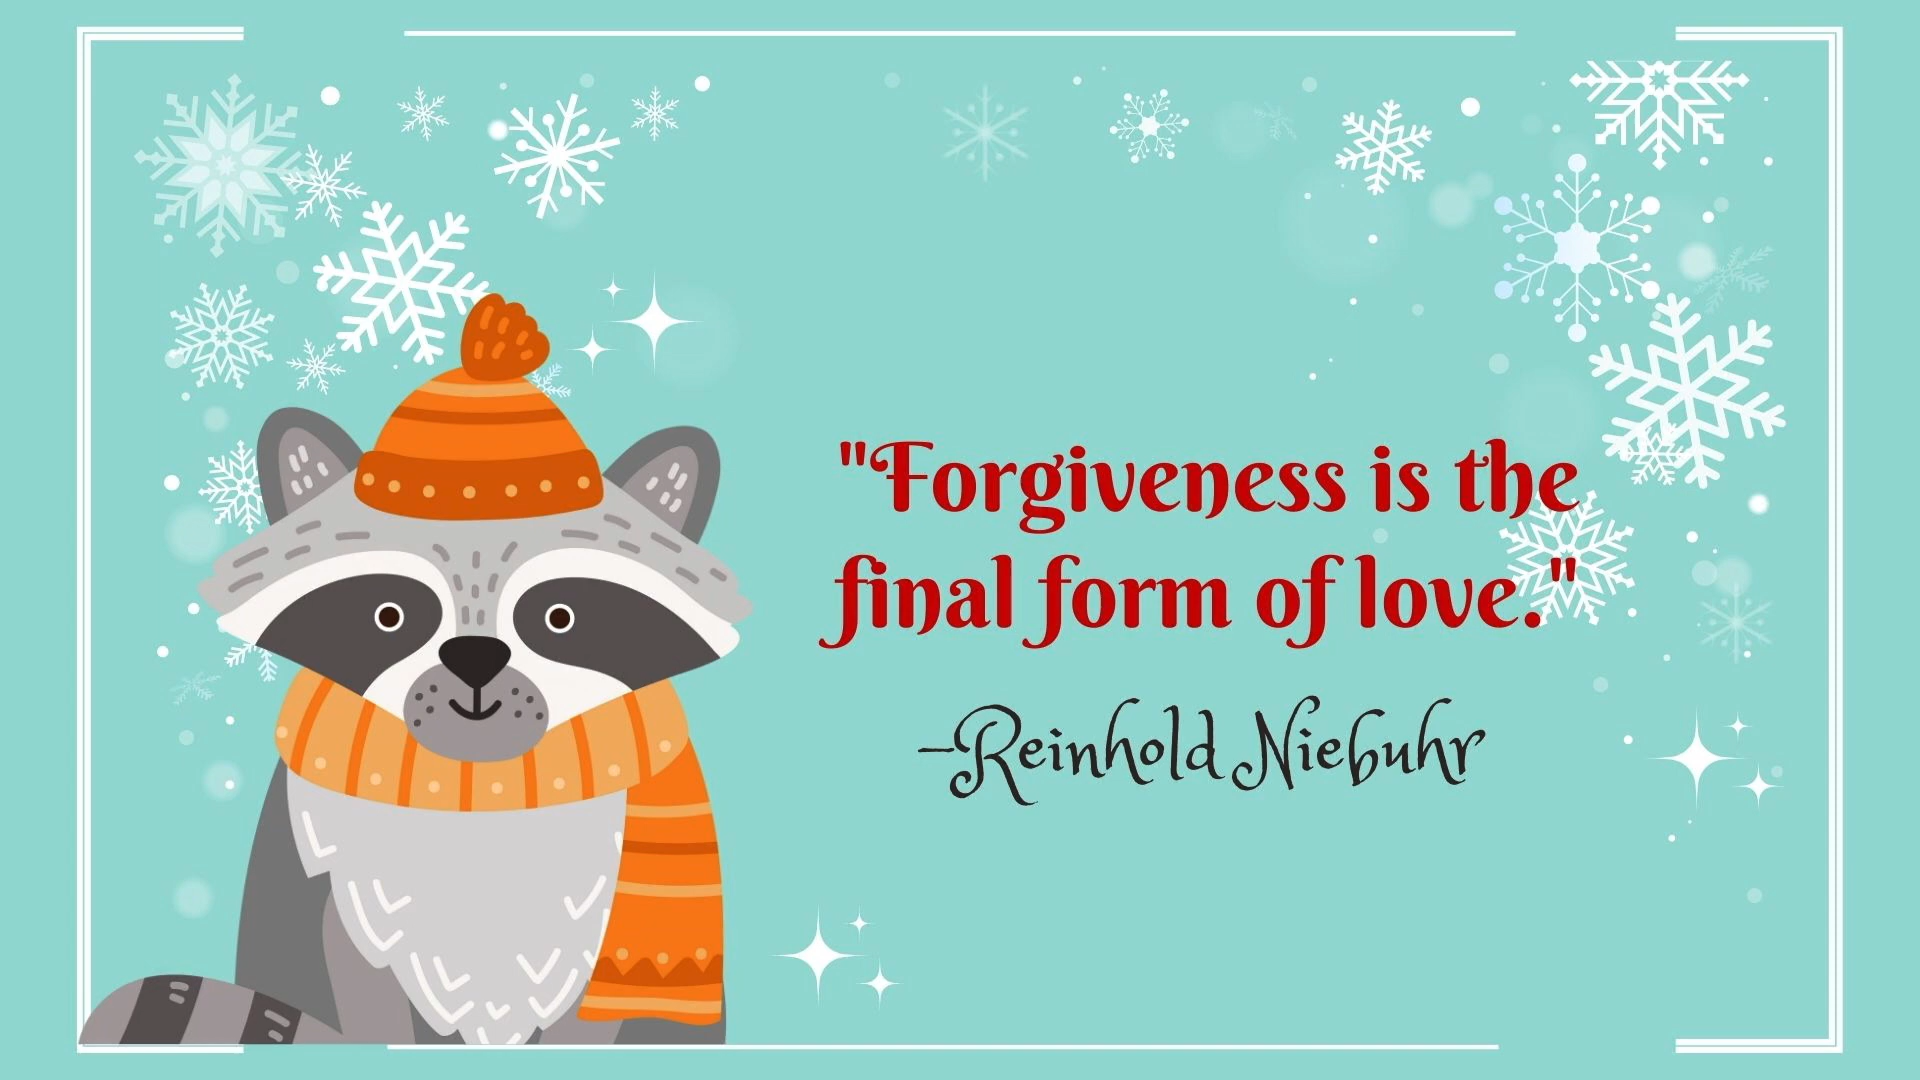 "Forgiveness is the
final form of love."
–Reinhold Niebuhr